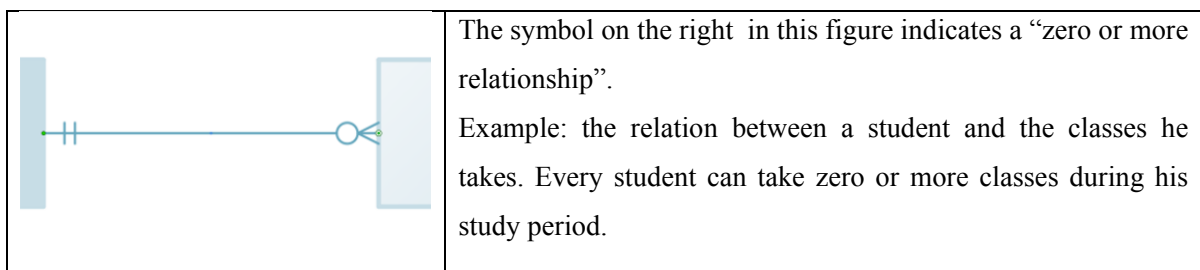 The symbol on the right in this figure indicates a “zero or more
relationship”.
Example: the relation between a student and the classes he
takes. Every student can take zero or more classes during his
study period.